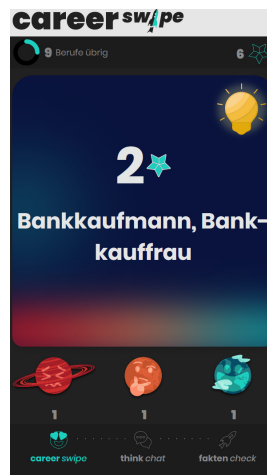 career swipe
9 Berufe übrig
6
2
Bankkaufmann, Bank-
kauffrau
1 1 1
career swipe think chat fakten check